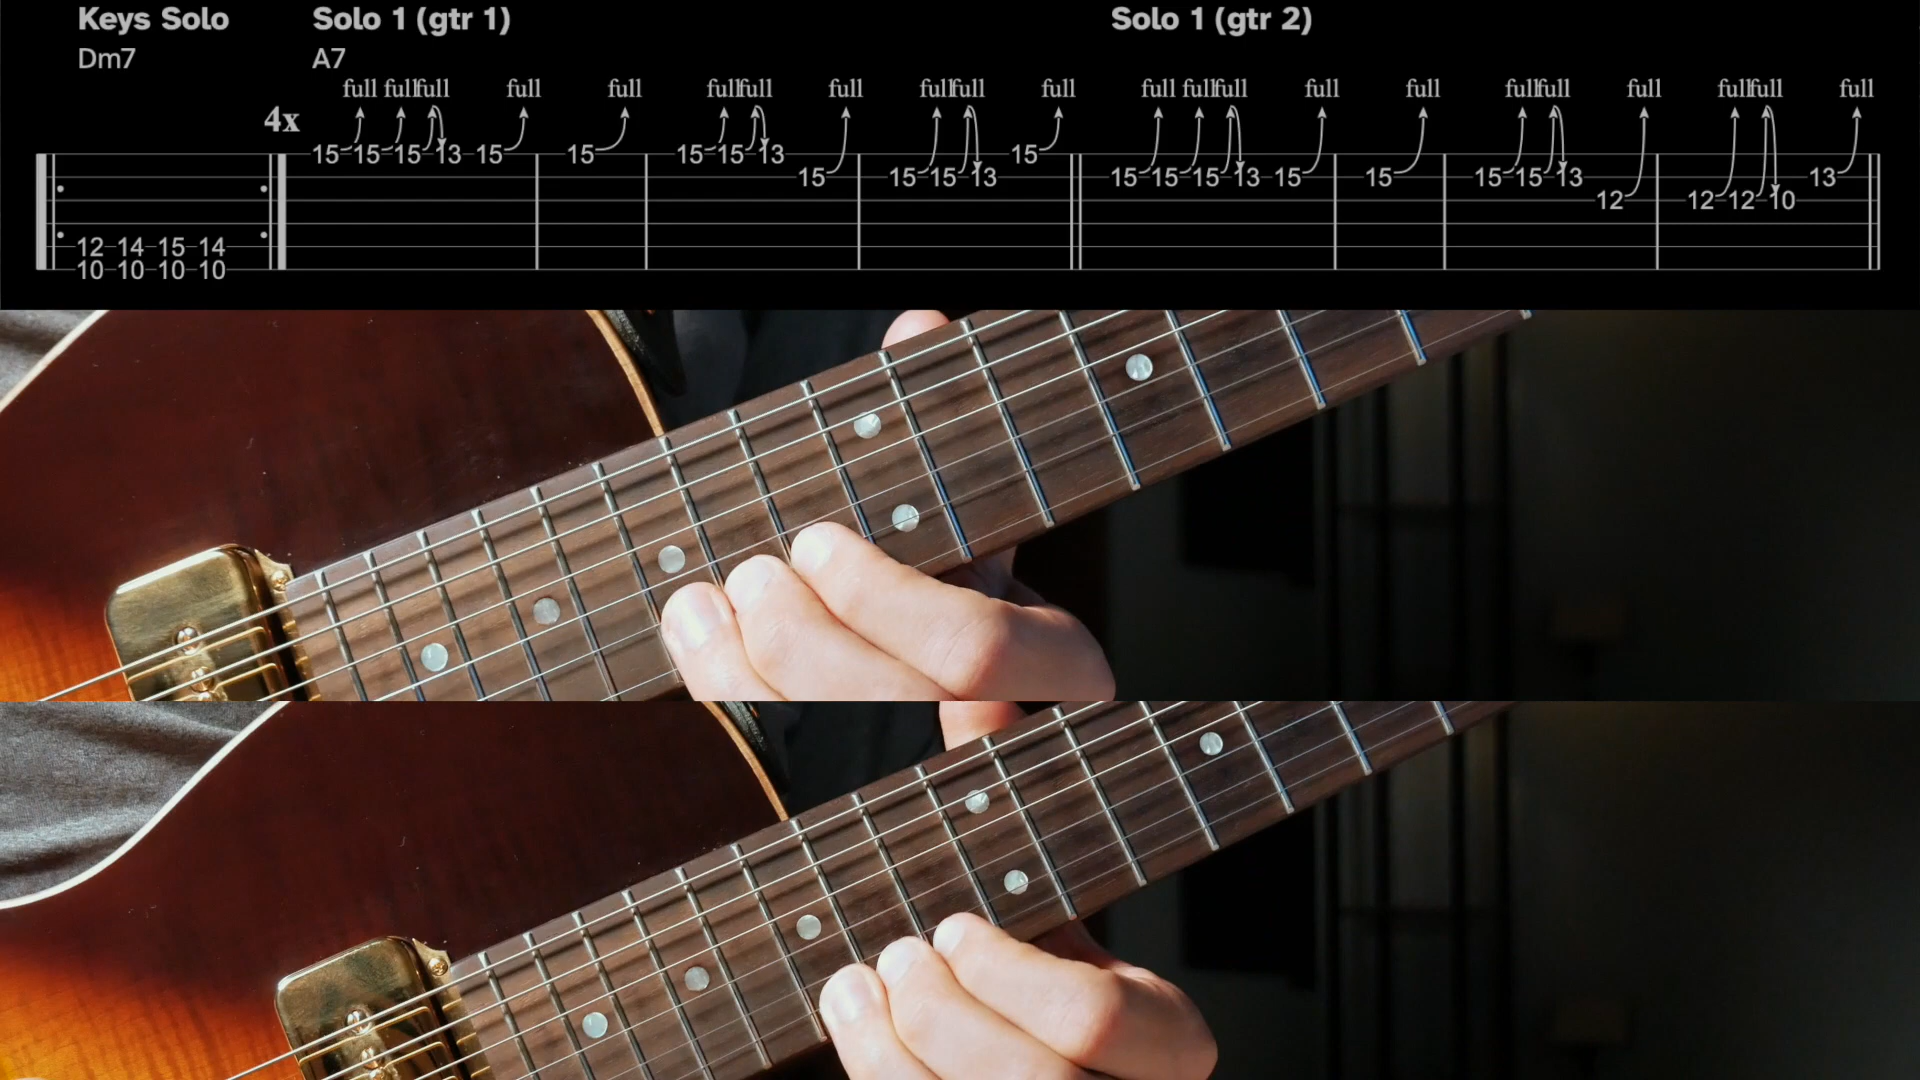 Keys Solo Solo 1 (gtr 1) Solo 1 (gtr 2)
Dm7 A7
full full full full full full full full full full full full full full full full full full full full full full
4x
15 15 15 13 15 15 15 15 13 15
15 15 15 13 15 15 15 13 15 15 15 13 13
12 12 12 10
12 14 15 14
10 10 10 10